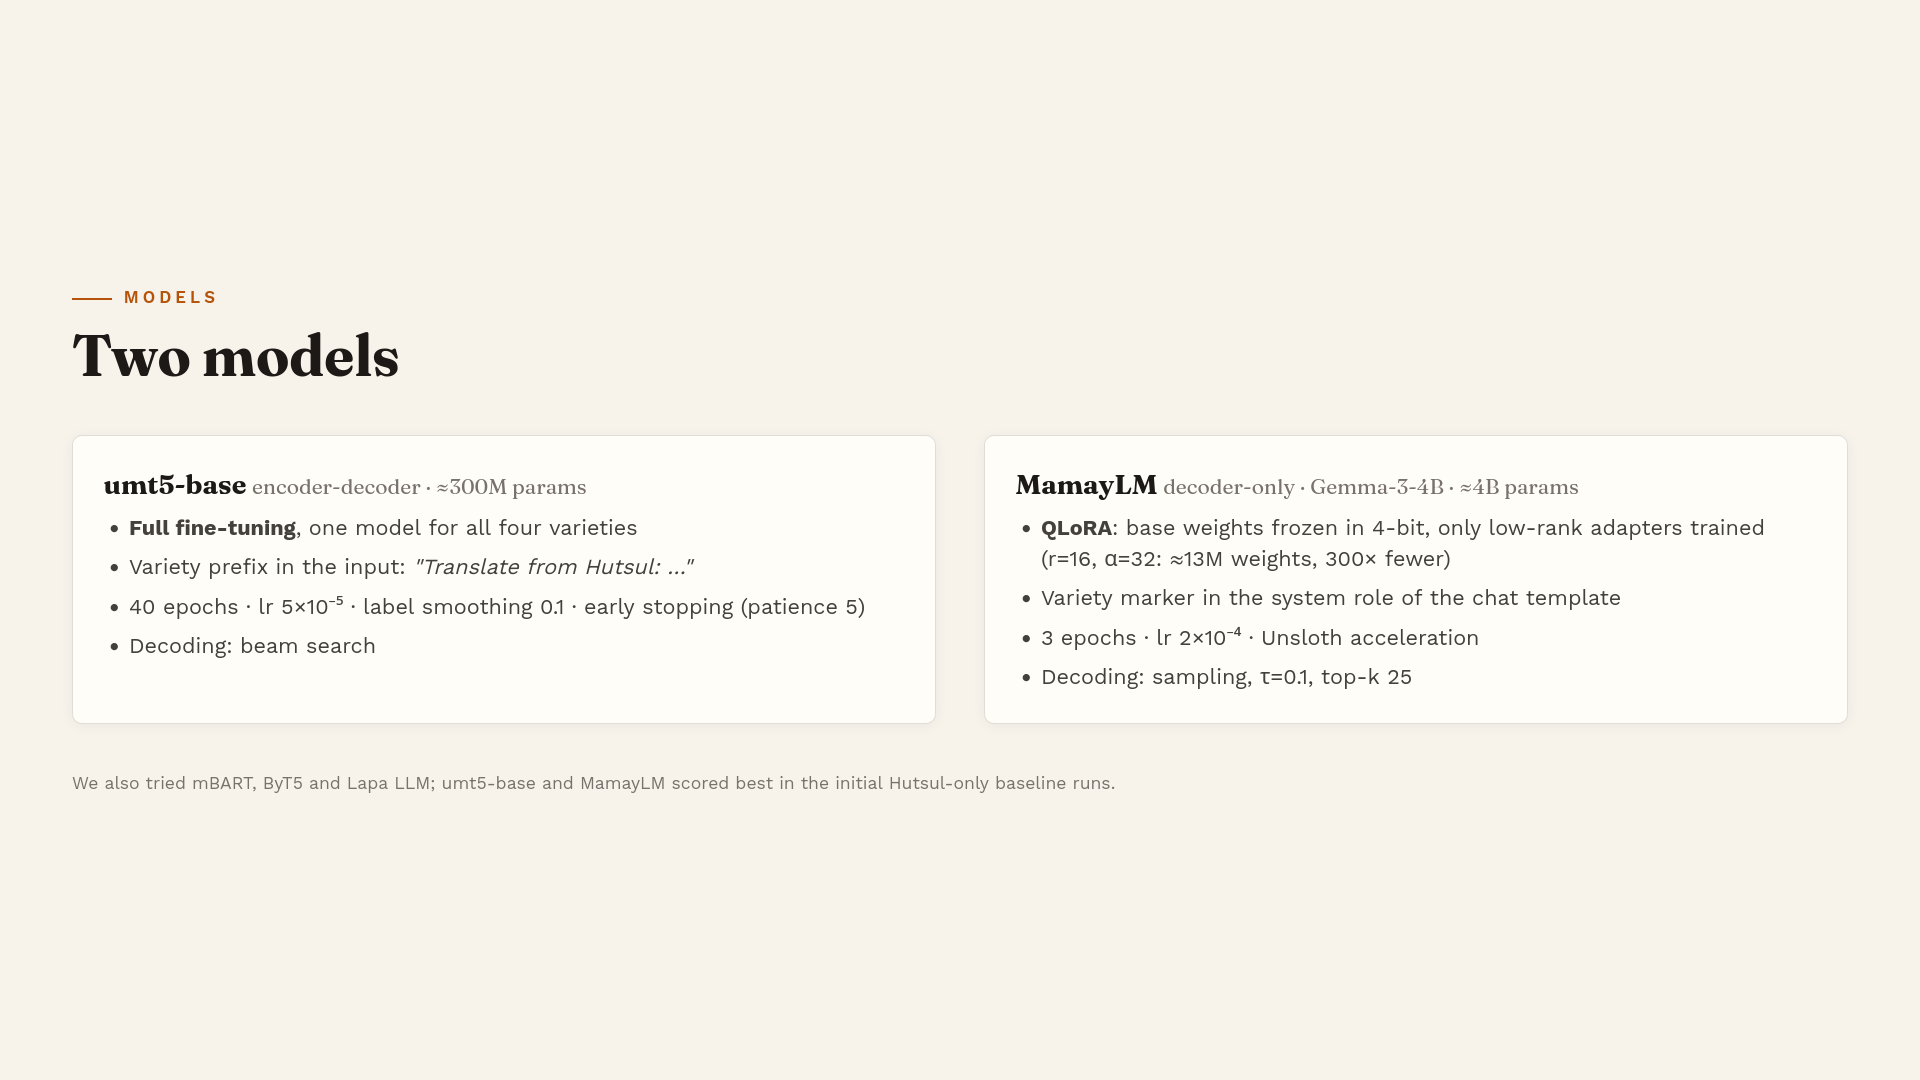 MODELS
Two models
umt5-base encoder-decoder · ≈300M params
• Full fine-tuning, one model for all four varieties
• Variety prefix in the input: "Translate from Hutsul: ..."
• 40 epochs · lr 5×10⁻⁵ · label smoothing 0.1 · early stopping (patience 5)
• Decoding: beam search
MamayLM decoder-only · Gemma-3-4B · ≈4B params
• QLoRA: base weights frozen in 4-bit, only low-rank adapters trained
(r=16, α=32: ≈13M weights, 300× fewer)
• Variety marker in the system role of the chat template
• 3 epochs · lr 2×10⁻⁴ · Unsloth acceleration
• Decoding: sampling, τ=0.1, top-k 25
We also tried mBART, ByT5 and Lapa LLM; umt5-base and MamayLM scored best in the initial Hutsul-only baseline runs.